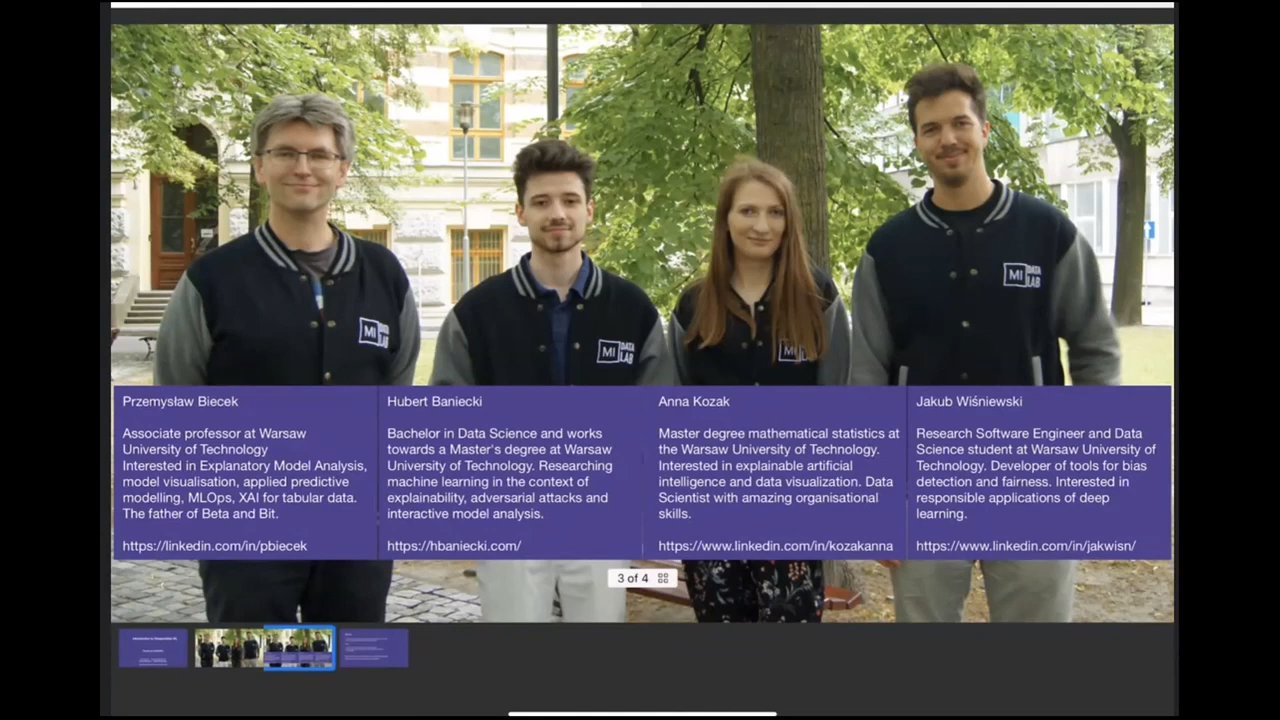 MI DATA LAB
MI DATA LAB
MI
MI DATA LAB
Przemysław Biecek
Associate professor at Warsaw
University of Technology
Interested in Explanatory Model Analysis,
model visualisation, applied predictive
modelling, MLOps, XAI for tabular data.
The father of Beta and Bit.
https://linkedin.com/in/pbiecek
Hubert Baniecki
Bachelor in Data Science and works
towards a Master's degree at Warsaw
University of Technology. Researching
machine learning in the context of
explainability, adversarial attacks and
interactive model analysis.
https://hbaniecki.com/
Anna Kozak
Master degree mathematical statistics at
the Warsaw University of Technology.
Interested in explainable artificial
intelligence and data visualization. Data
Scientist with amazing organisational
skills.
https://www.linkedin.com/in/kozakanna
Jakub Wiśniewski
Research Software Engineer and Data
Science student at Warsaw University of
Technology. Developer of tools for bias
detection and fairness. Interested in
responsible applications of deep
learning.
https://www.linkedin.com/in/jakwisn/
3 of 4